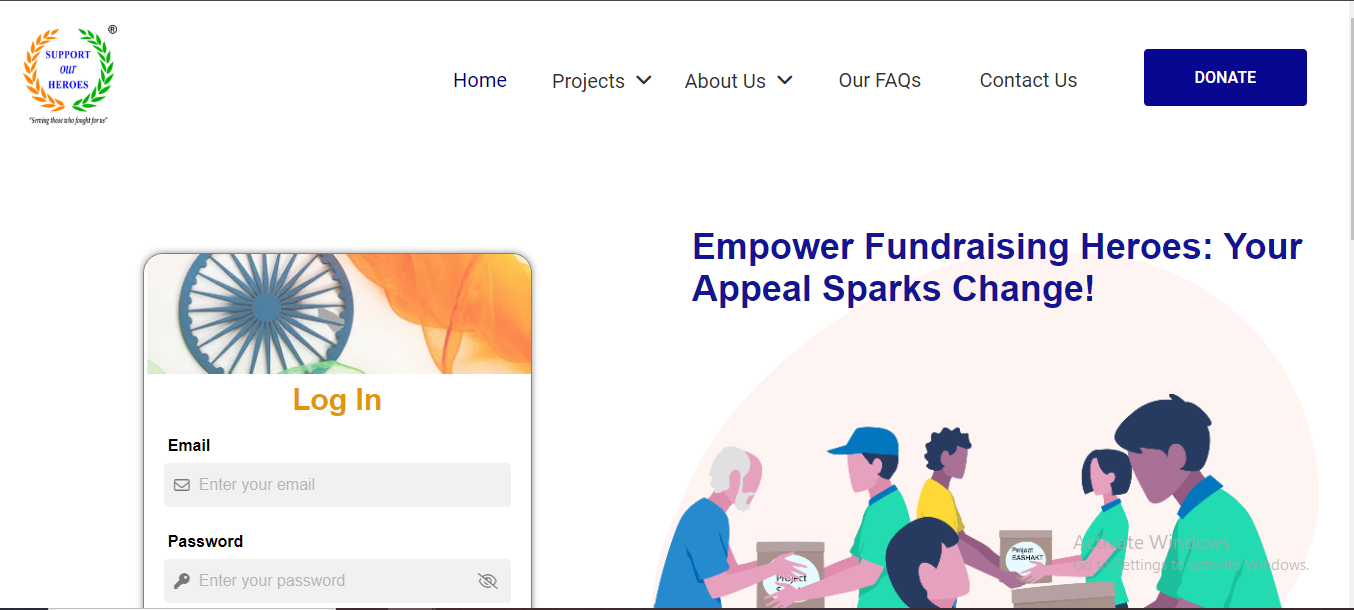 ®
SUPPORT
our
HEROES
"Serving those who fought for us"
Home
Projects
About Us
Our FAQs
Contact Us
DONATE
Empower Fundraising Heroes: Your
Appeal Sparks Change!
Log In
Email
Enter your email
Password
Enter your password
Project
SASHAKT
Project
Activate Windows
Go to Settings to activate Windows.